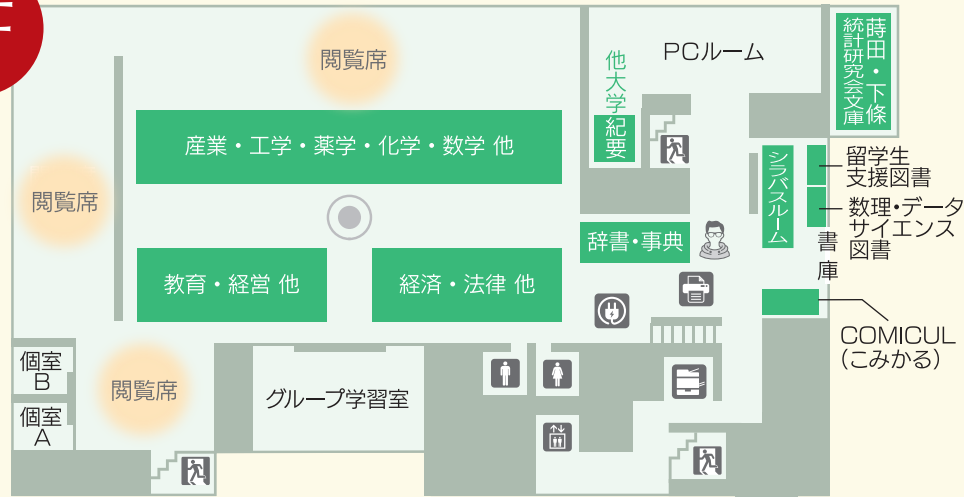 閲覧席
PCルーム
他大学
紀要
蒔田・下條
統計研究会文庫
産業・工学・薬学・化学・数学 他
閲覧席
シラバスルーム
留学生
支援図書
数理・データ
サイエンス
図書
書庫
辞書・事典
教育・経営 他
経済・法律 他
COMICUL
(こみかる)
個室
B
閲覧席
グループ学習室
個室
A